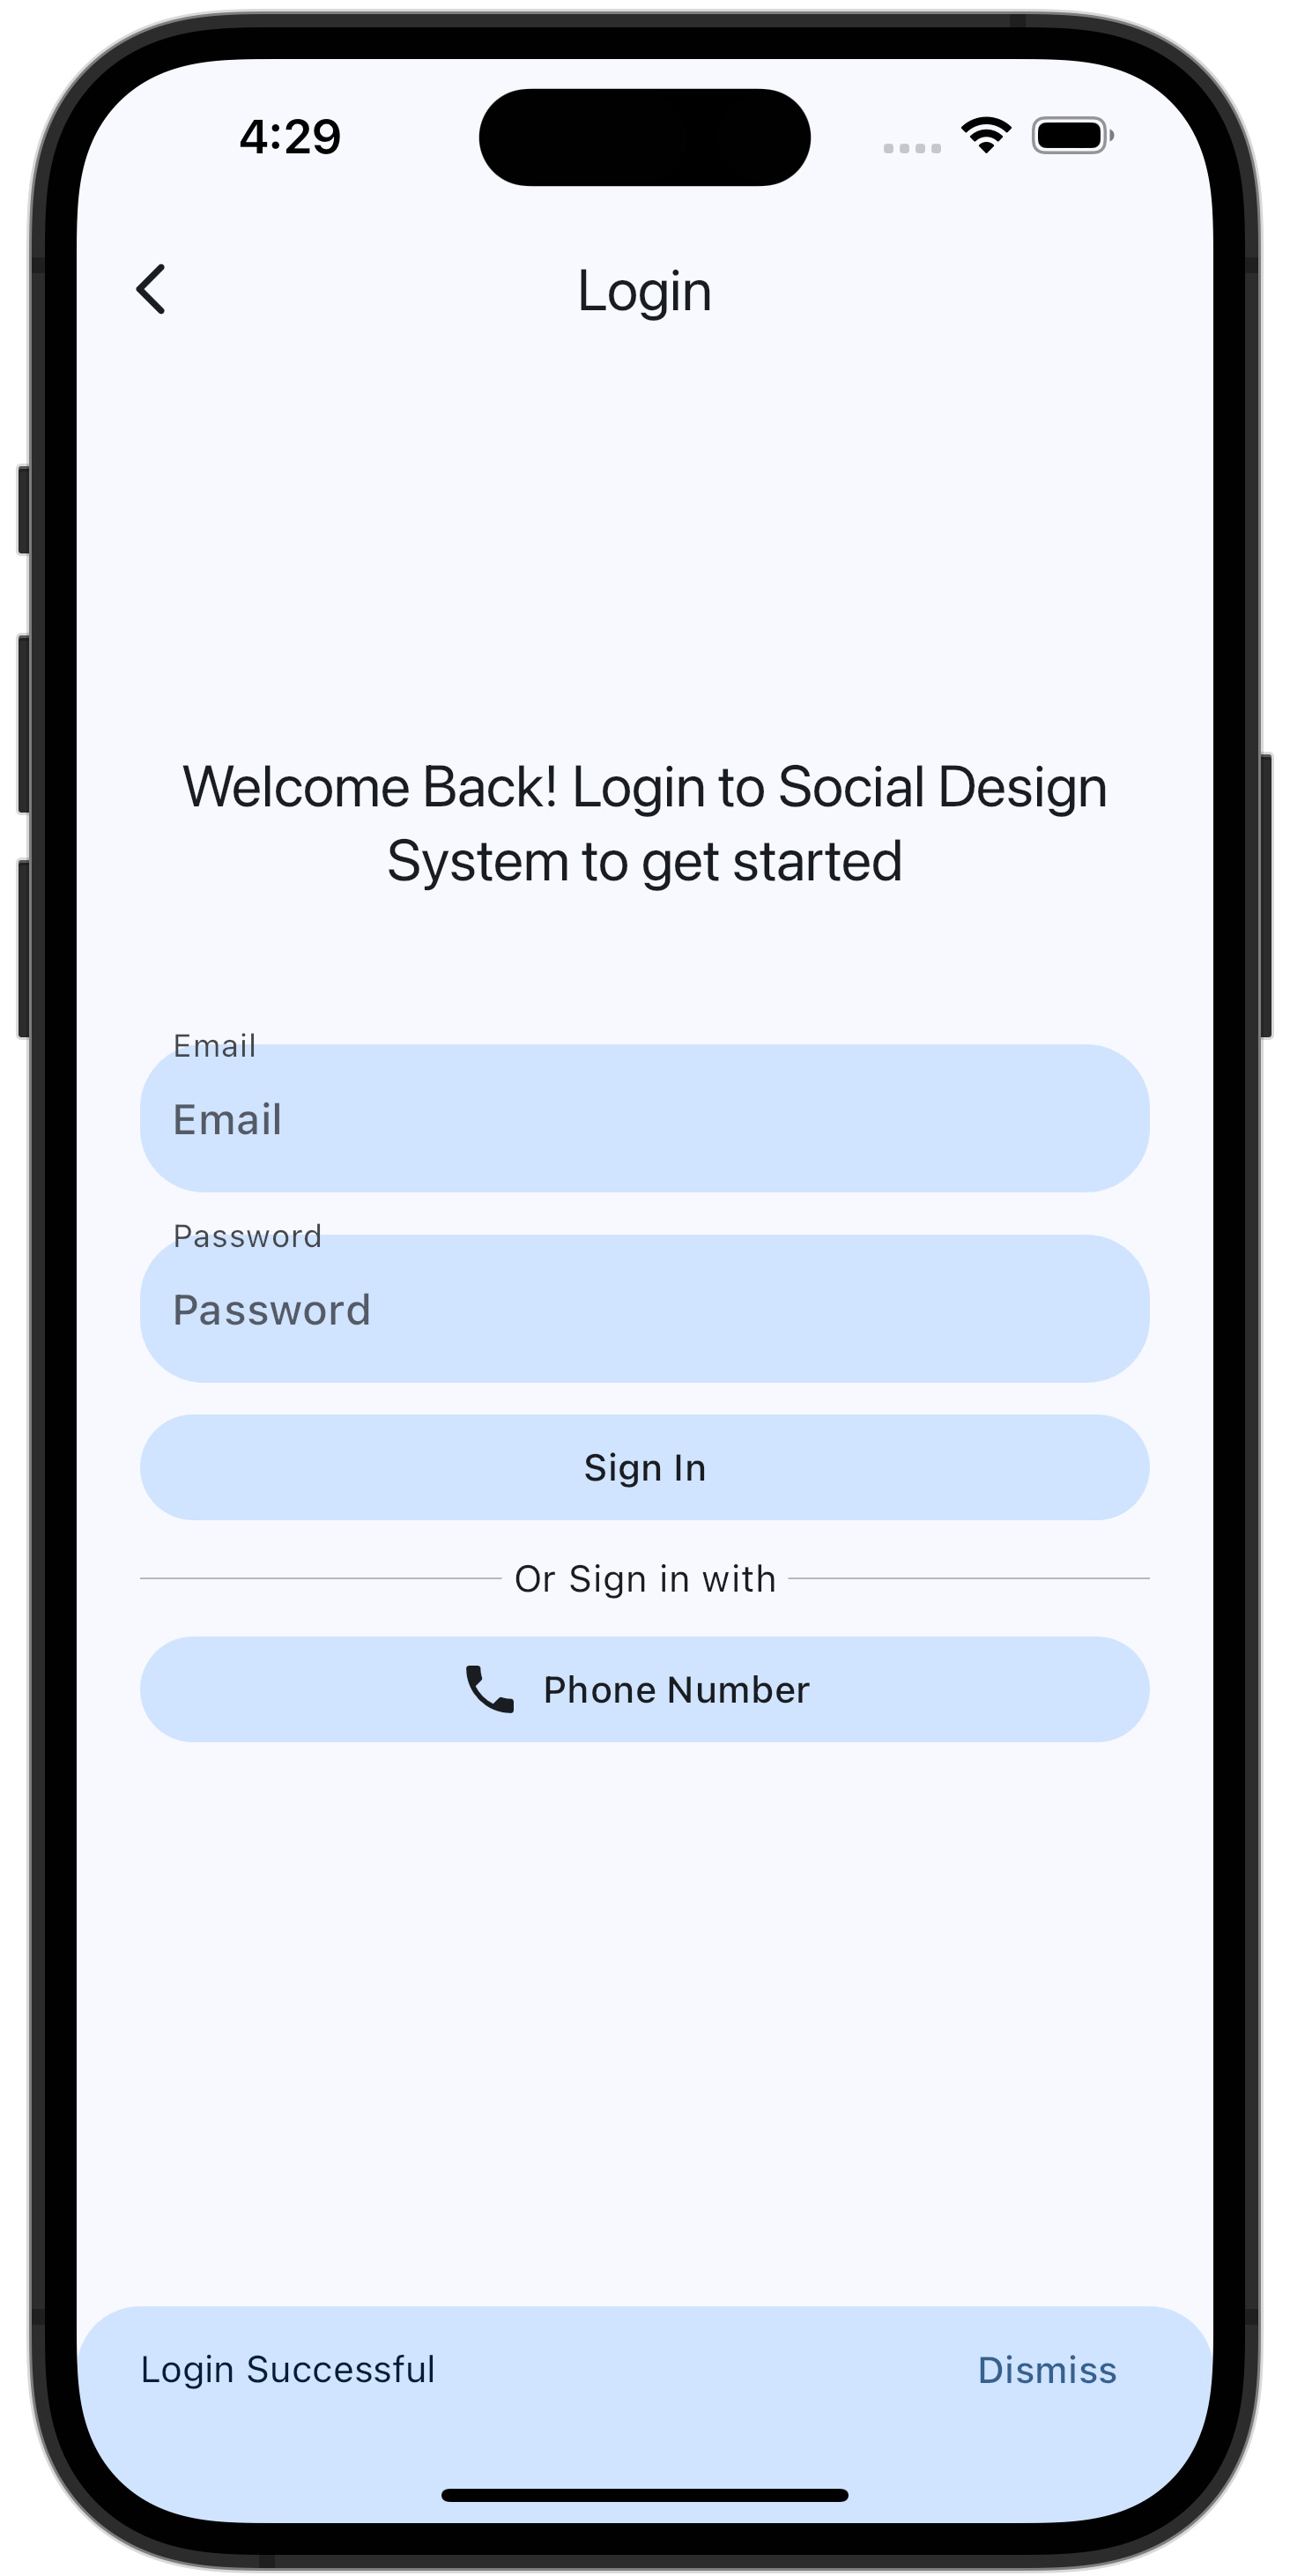 4:29
Login
Welcome Back! Login to Social Design
System to get started
Email
Email
Password
Password
Sign In
Or Sign in with
Phone Number
Login Successful
Dismiss